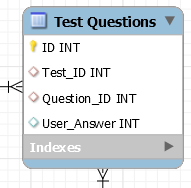 Test Questions
ID INT
Test_ID INT
Question_ID INT
User_Answer INT
Indexes